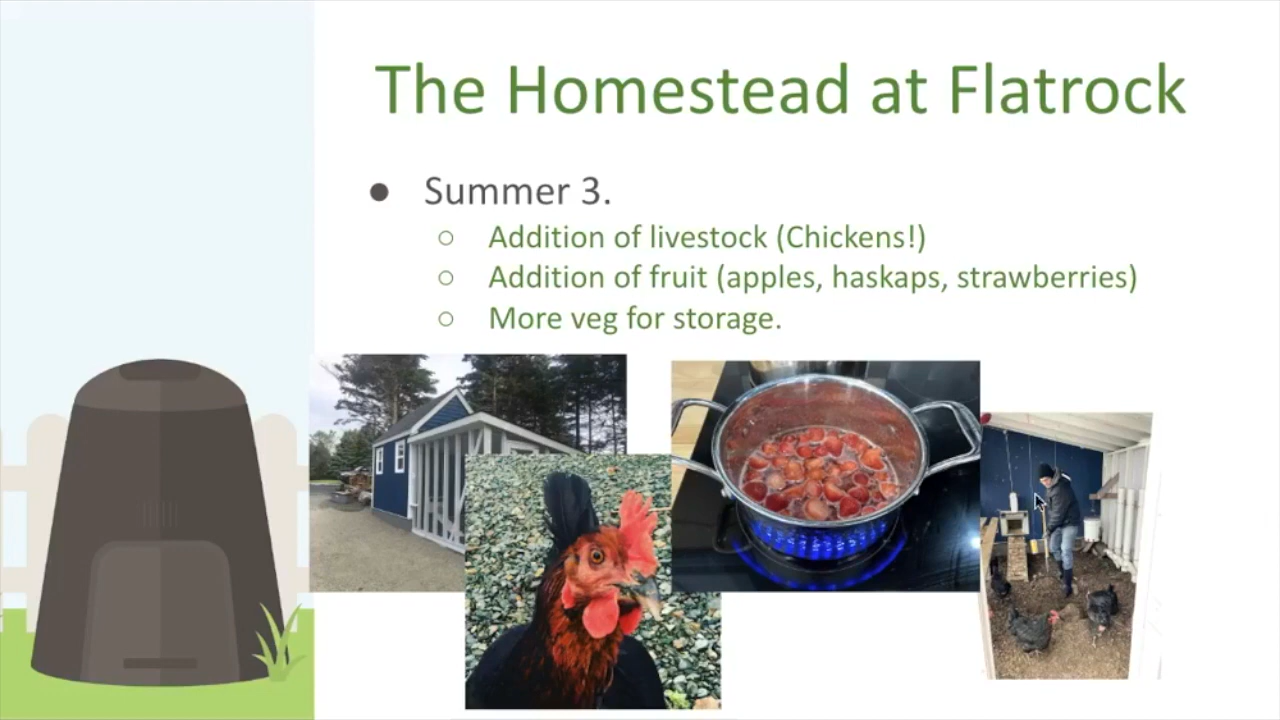 The Homestead at Flatrock
● Summer 3.
○ Addition of livestock (Chickens!)
○ Addition of fruit (apples, haskaps, strawberries)
○ More veg for storage.